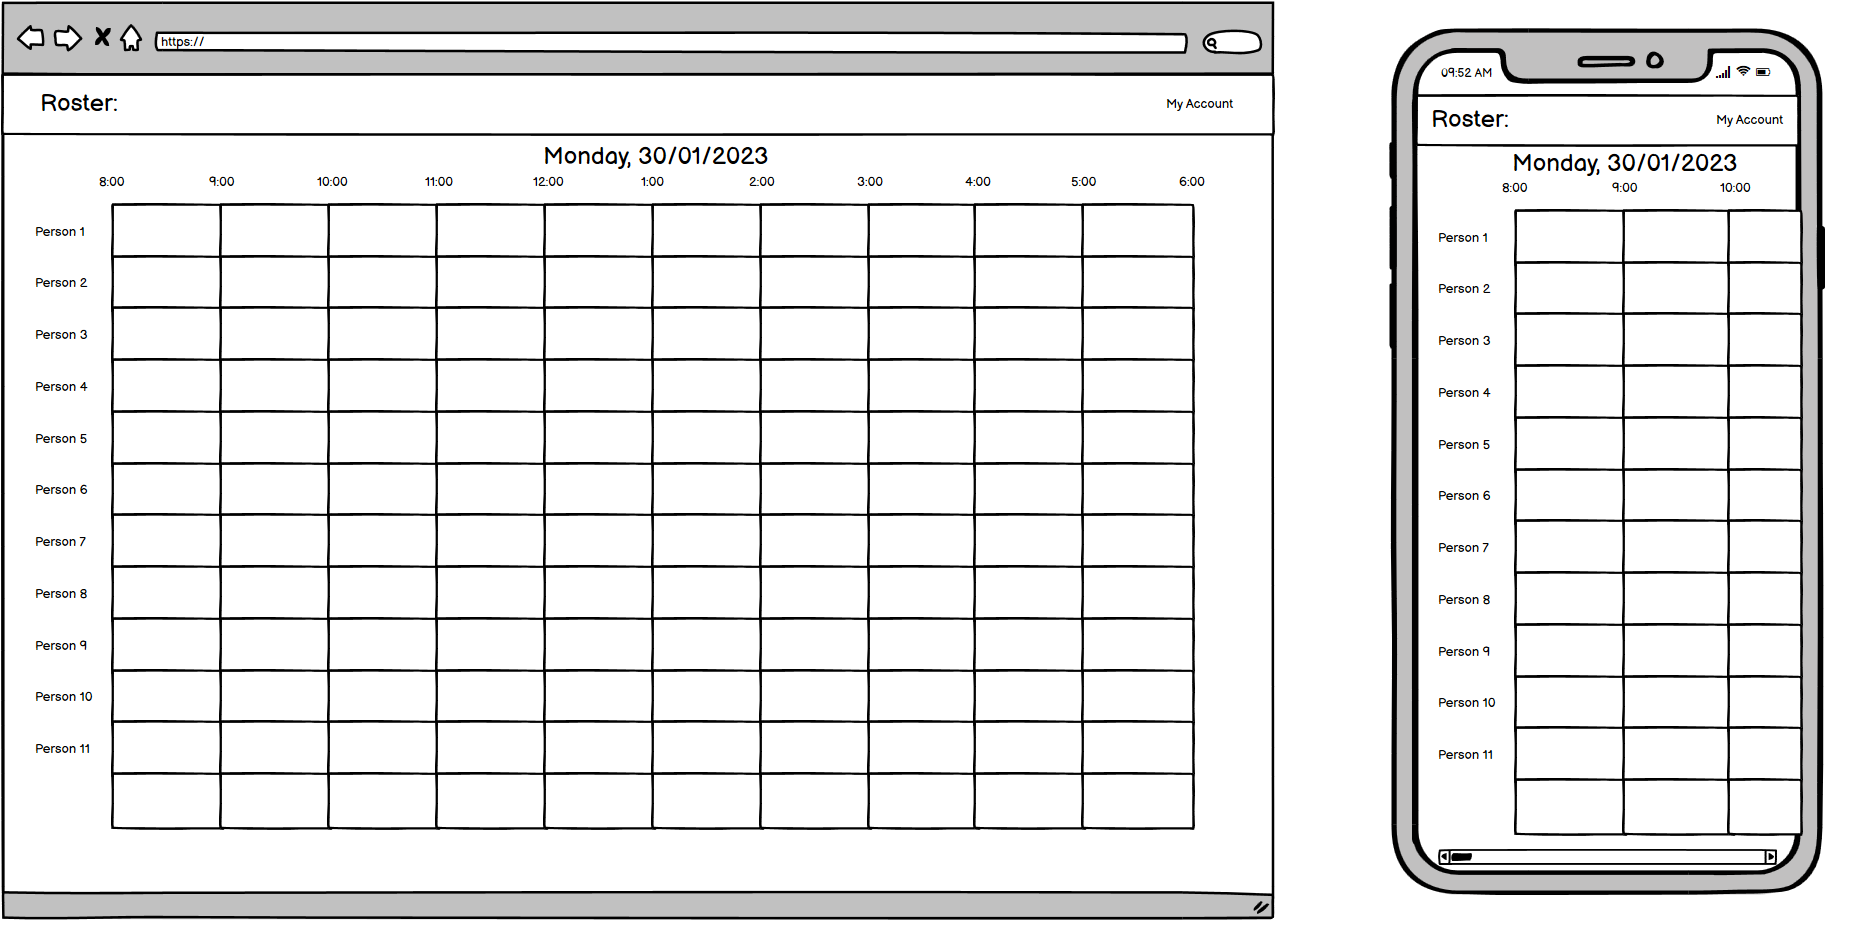 https://
Roster:
My Account
Monday, 30/01/2023
8:00 9:00 10:00 11:00 12:00 1:00 2:00 3:00 4:00 5:00 6:00
Person 1
Person 2
Person 3
Person 4
Person 5
Person 6
Person 7
Person 8
Person 9
Person 10
Person 11
09:52 AM
Roster:
My Account
Monday, 30/01/2023
8:00 9:00 10:00
Person 1
Person 2
Person 3
Person 4
Person 5
Person 6
Person 7
Person 8
Person 9
Person 10
Person 11